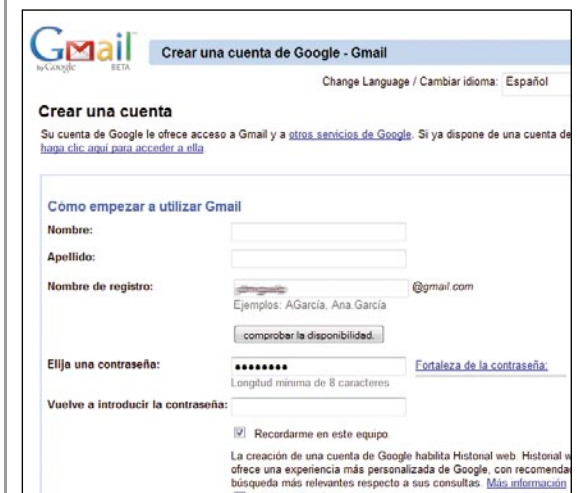 Gmail
by Google BETA
Crear una cuenta de Google - Gmail
Change Language / Cambiar idioma: Español
Crear una cuenta
Su cuenta de Google le ofrece acceso a Gmail y a otros servicios de Google. Si ya dispone de una cuenta de
haga clic aquí para acceder a ella
Cómo empezar a utilizar Gmail
Nombre:
Apellido:
Nombre de registro: @gmail.com
Ejemplos: AGarcía, Ana.García
comprobar la disponibilidad.
Elija una contraseña: •••••••• Fortaleza de la contraseña:
Longitud mínima de 8 caracteres
Vuelve a introducir la contraseña:
Recordarme en este equipo.
La creación de una cuenta de Google habilita Historial web. Historial w
ofrece una experiencia más personalizada de Google, con recomenda
búsqueda más relevantes respecto a sus consultas. Más información